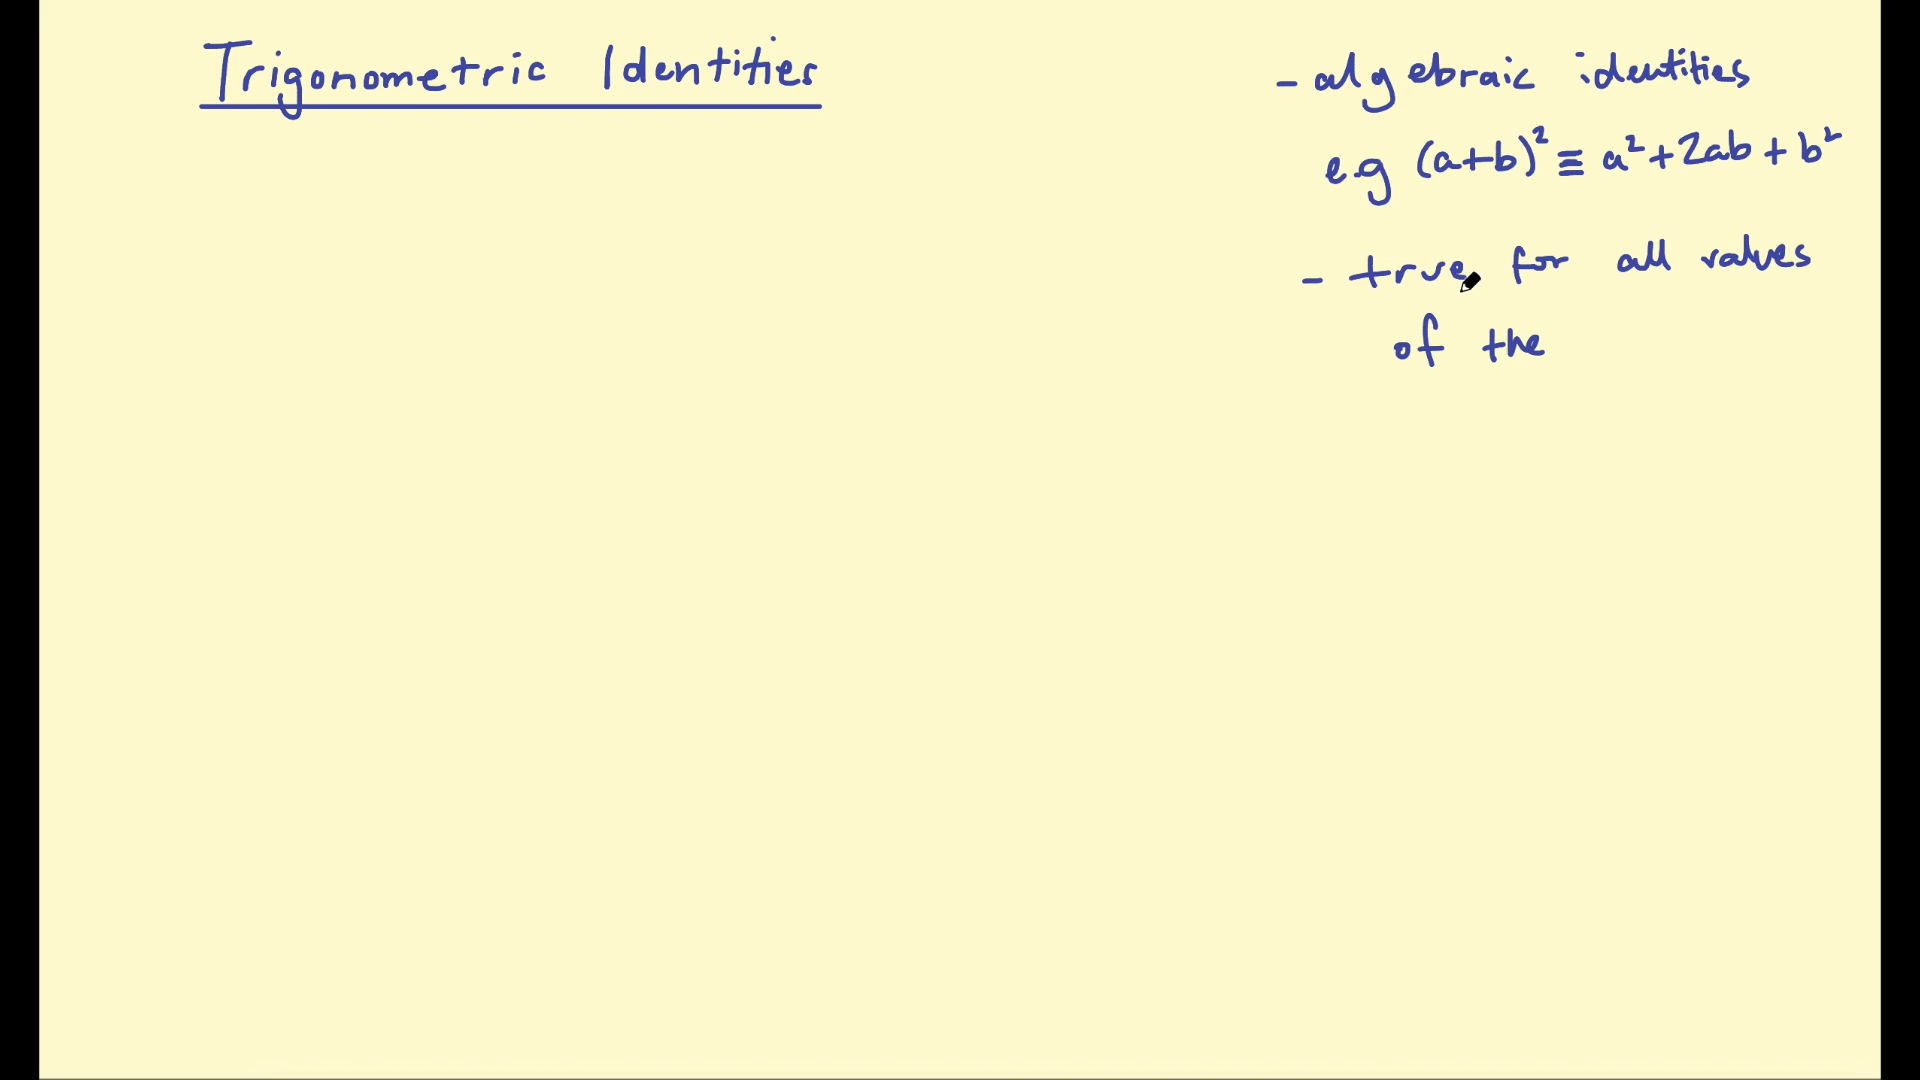 Trigonometric Identities
- algebraic identities
e.g (a+b)² ≡ a² + 2ab + b²
- true for all values
of the